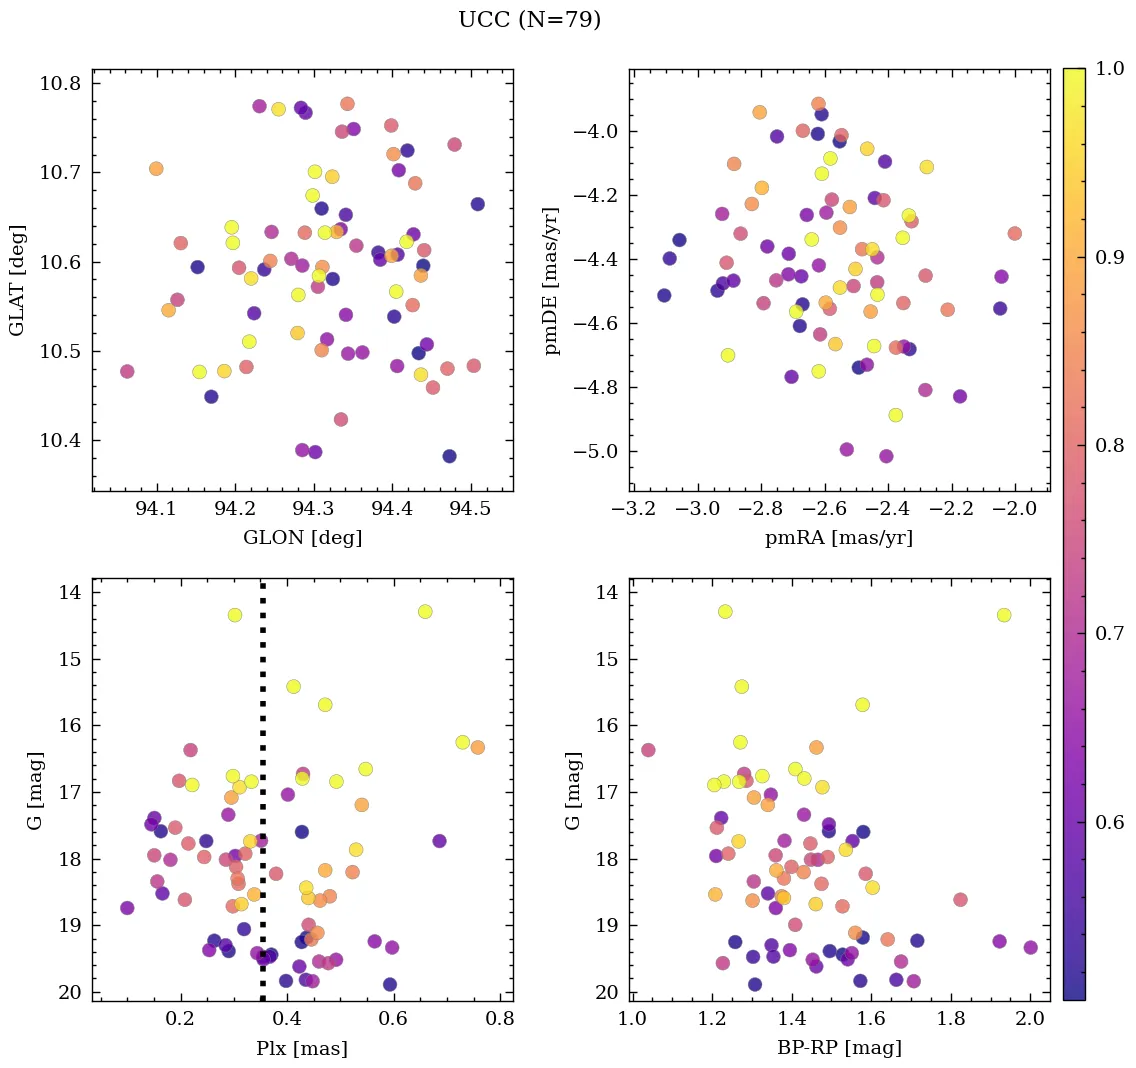 UCC (N=79)
10.8
10.7
10.6
10.5
10.4
GLAT [deg]
94.1 94.2 94.3 94.4 94.5
GLON [deg]
−4.0
−4.2
−4.4
−4.6
−4.8
−5.0
pmDE [mas/yr]
−3.2 −3.0 −2.8 −2.6 −2.4 −2.2 −2.0
pmRA [mas/yr]
14
15
16
17
18
19
20
G [mag]
0.2 0.4 0.6 0.8
Plx [mas]
14
15
16
17
18
19
20
G [mag]
1.0 1.2 1.4 1.6 1.8 2.0
BP-RP [mag]
1.0
0.9
0.8
0.7
0.6